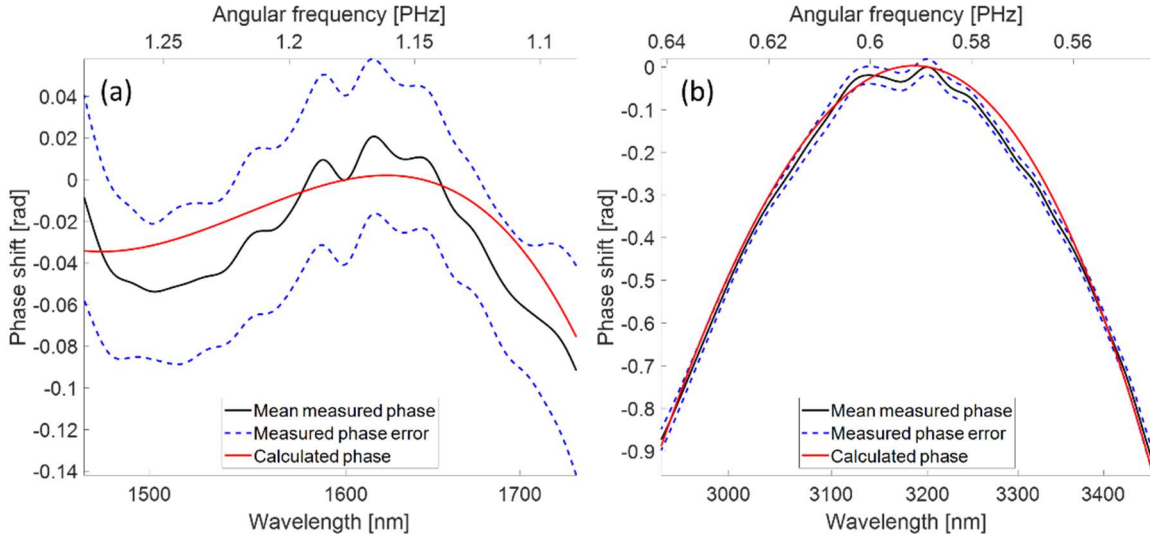 Angular frequency [PHz]
1.25 1.2 1.15 1.1
(a)
0.04
0.02
0
-0.02
-0.04
-0.06
-0.08
-0.1
-0.12
-0.14
Phase shift [rad]
Mean measured phase
Measured phase error
Calculated phase
1500 1600 1700
Wavelength [nm]
Angular frequency [PHz]
0.64 0.62 0.6 0.58 0.56
(b)
0
-0.1
-0.2
-0.3
-0.4
-0.5
-0.6
-0.7
-0.8
-0.9
Phase shift [rad]
Mean measured phase
Measured phase error
Calculated phase
3000 3100 3200 3300 3400
Wavelength [nm]